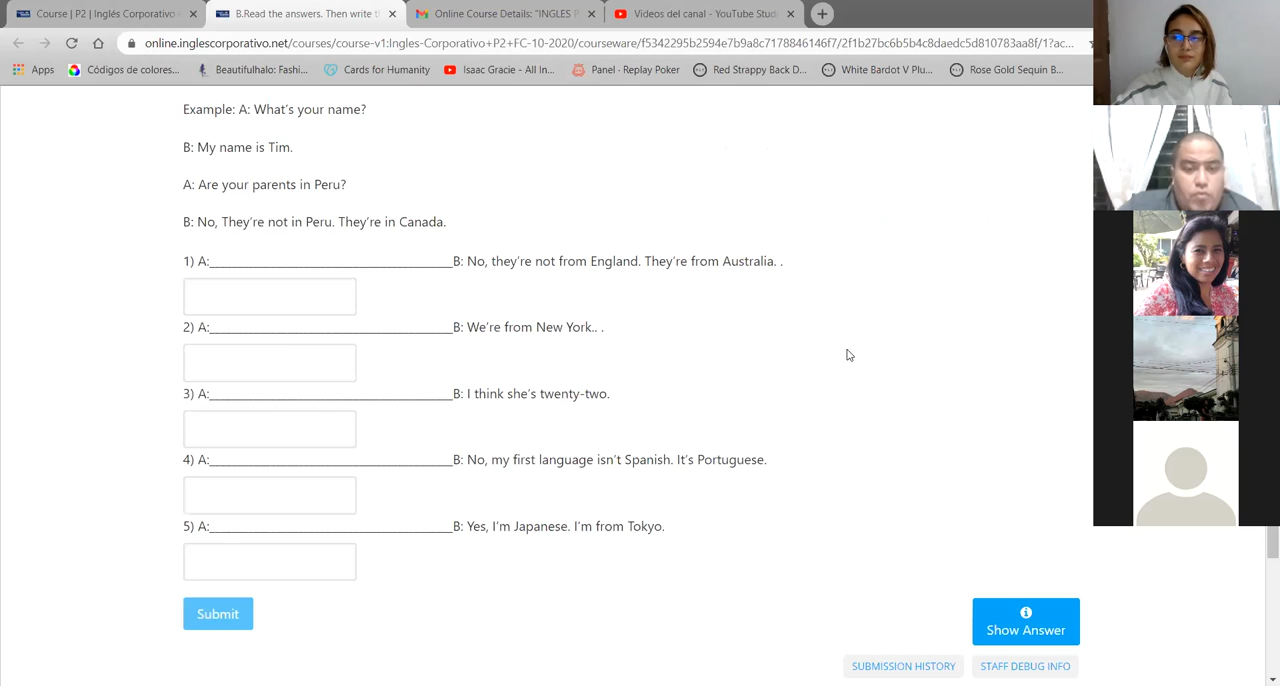 Course | P2 | Inglés Corporativo
B.Read the answers. Then write t
Online Course Details: "INGLES P
Videos del canal - YouTube Stud
online.inglescorporativo.net/courses/course-v1:Ingles-Corporativo+P2+FC-10-2020/courseware/f5342295b2594e7b9a8c7178846146f7/2f1b27bc6b5b4c8daedc5d810783aa8f/1?ac...
Apps
Códigos de colores...
Beautifulhalo: Fashi...
Cards for Humanity
Isaac Gracie - All In...
Panel · Replay Poker
Red Strappy Back D...
White Bardot V Plu...
Rose Gold Sequin B...
Example: A: What's your name?
B: My name is Tim.
A: Are your parents in Peru?
B: No, They're not in Peru. They're in Canada.
1) A:___________________________________B: No, they're not from England. They're from Australia. .
2) A:___________________________________B: We're from New York.. .
3) A:___________________________________B: I think she's twenty-two.
4) A:___________________________________B: No, my first language isn't Spanish. It's Portuguese.
5) A:___________________________________B: Yes, I'm Japanese. I'm from Tokyo.
Submit
Show Answer
SUBMISSION HISTORY
STAFF DEBUG INFO